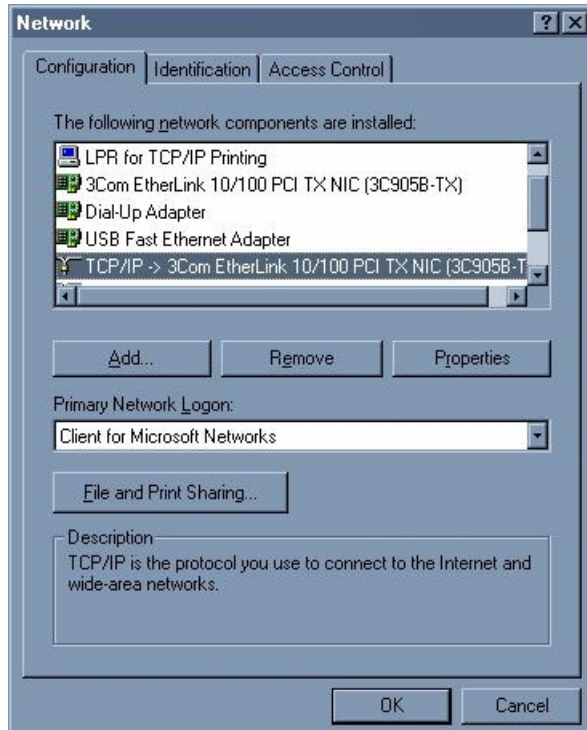 Network
Configuration
Identification
Access Control
The following network components are installed:
LPR for TCP/IP Printing
3Com EtherLink 10/100 PCI TX NIC (3C905B-TX)
Dial-Up Adapter
USB Fast Ethernet Adapter
TCP/IP -> 3Com EtherLink 10/100 PCI TX NIC (3C905B-T
Add...
Remove
Properties
Primary Network Logon:
Client for Microsoft Networks
File and Print Sharing...
Description
TCP/IP is the protocol you use to connect to the Internet and
wide-area networks.
OK
Cancel